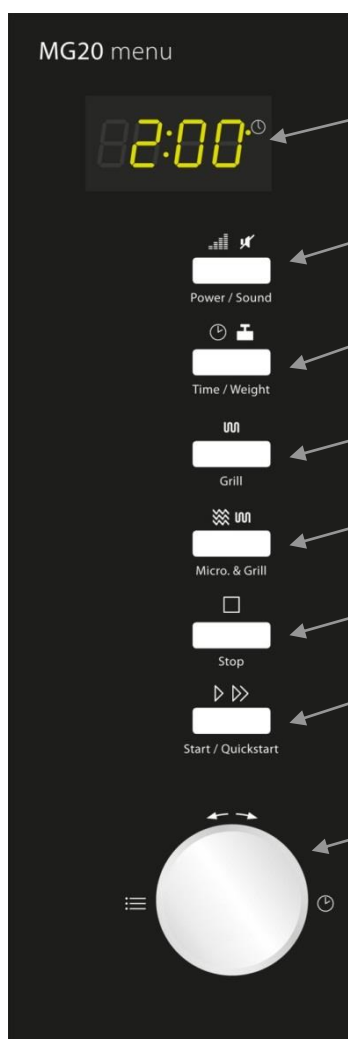 MG20 menu
2:00
Power / Sound
Time / Weight
Grill
Micro. & Grill
Stop
Start / Quickstart